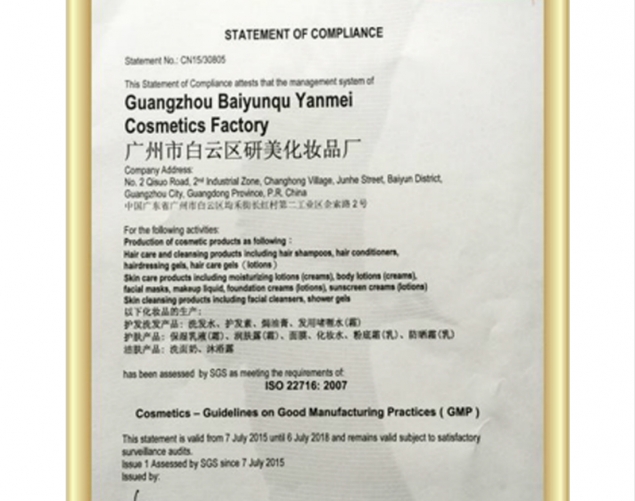 STATEMENT OF COMPLIANCE
Statement No.: CN15/30805
This Statement of Compliance attests that the management system of
Guangzhou Baiyunqu Yanmei
Cosmetics Factory
广州市白云区研美化妆品厂
Company Address:
No. 2 Qisuo Road, 2nd Industrial Zone, Changhong Village, Junhe Street, Baiyun District,
Guangzhou City, Guangdong Province, P.R. China
中国广东省广州市白云区均禾街长红村第二工业区企索路2号
For the following activities:
Production of cosmetic products as following :
Hair care and cleansing products including hair shampoos, hair conditioners,
hairdressing gels, hair care gels (lotions)
Skin care products including moisturizing lotions (creams), body lotions (creams),
facial masks, makeup liquid, foundation creams (lotions), sunscreen creams (lotions)
Skin cleansing products including facial cleansers, shower gels
以下化妆品的生产:
护发洗发产品: 洗发水、护发素、焗油膏、发用啫喱水(霜)
护肤产品: 保湿乳液(霜)、润肤露(霜)、面膜、化妆水、粉底霜(乳)、防晒霜(乳)
洁肤产品: 洗面奶、沐浴露
has been assessed by SGS as meeting the requirements of:
ISO 22716: 2007
Cosmetics – Guidelines on Good Manufacturing Practices ( GMP )
This statement is valid from 7 July 2015 until 6 July 2018 and remains valid subject to satisfactory
surveillance audits.
Issue 1 Assessed by SGS since 7 July 2015
Issued by: